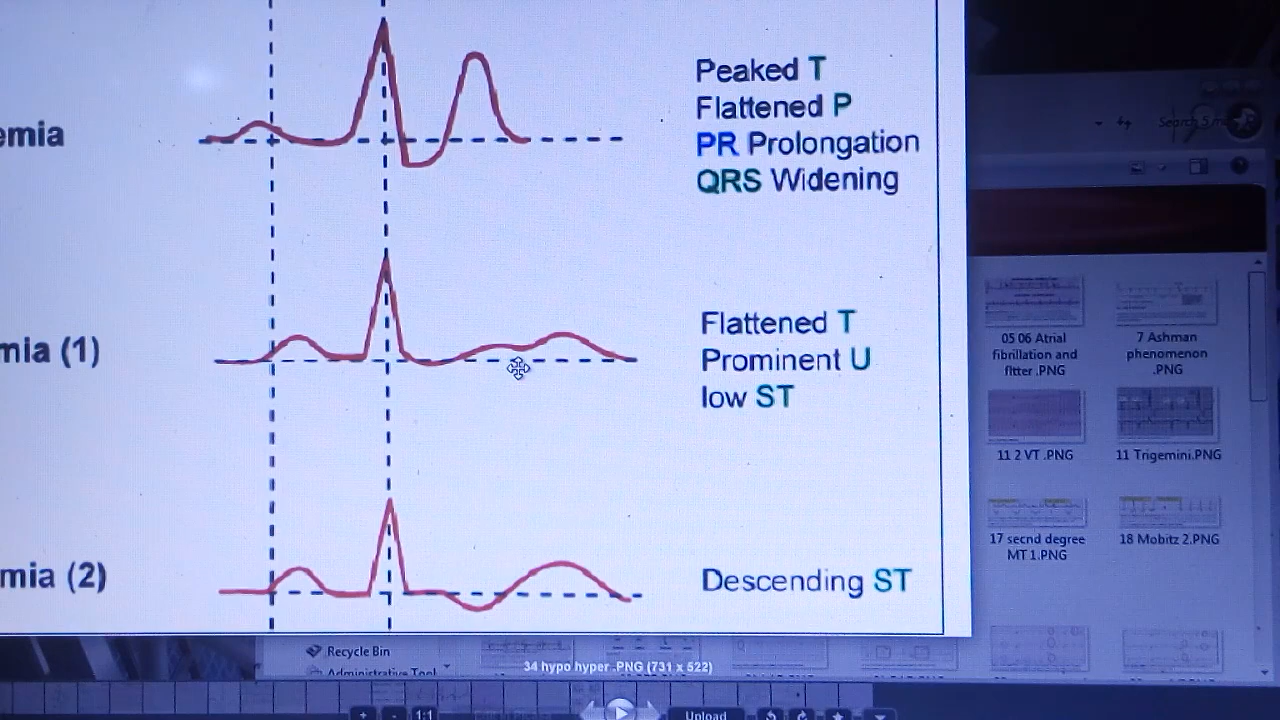 emia
Peaked T
Flattened P
PR Prolongation
QRS Widening
mia (1)
Flattened T
Prominent U
low ST
mia (2)
Descending ST
05 06 Atrial
fibrillation and
fltter .PNG
7 Ashman
phenomenon
.PNG
11 2 VT .PNG
11 Trigemini.PNG
17 secnd degree
MT 1.PNG
18 Mobitz 2.PNG
Recycle Bin
34 hypo hyper .PNG (731 x 522)
1:1
Upload